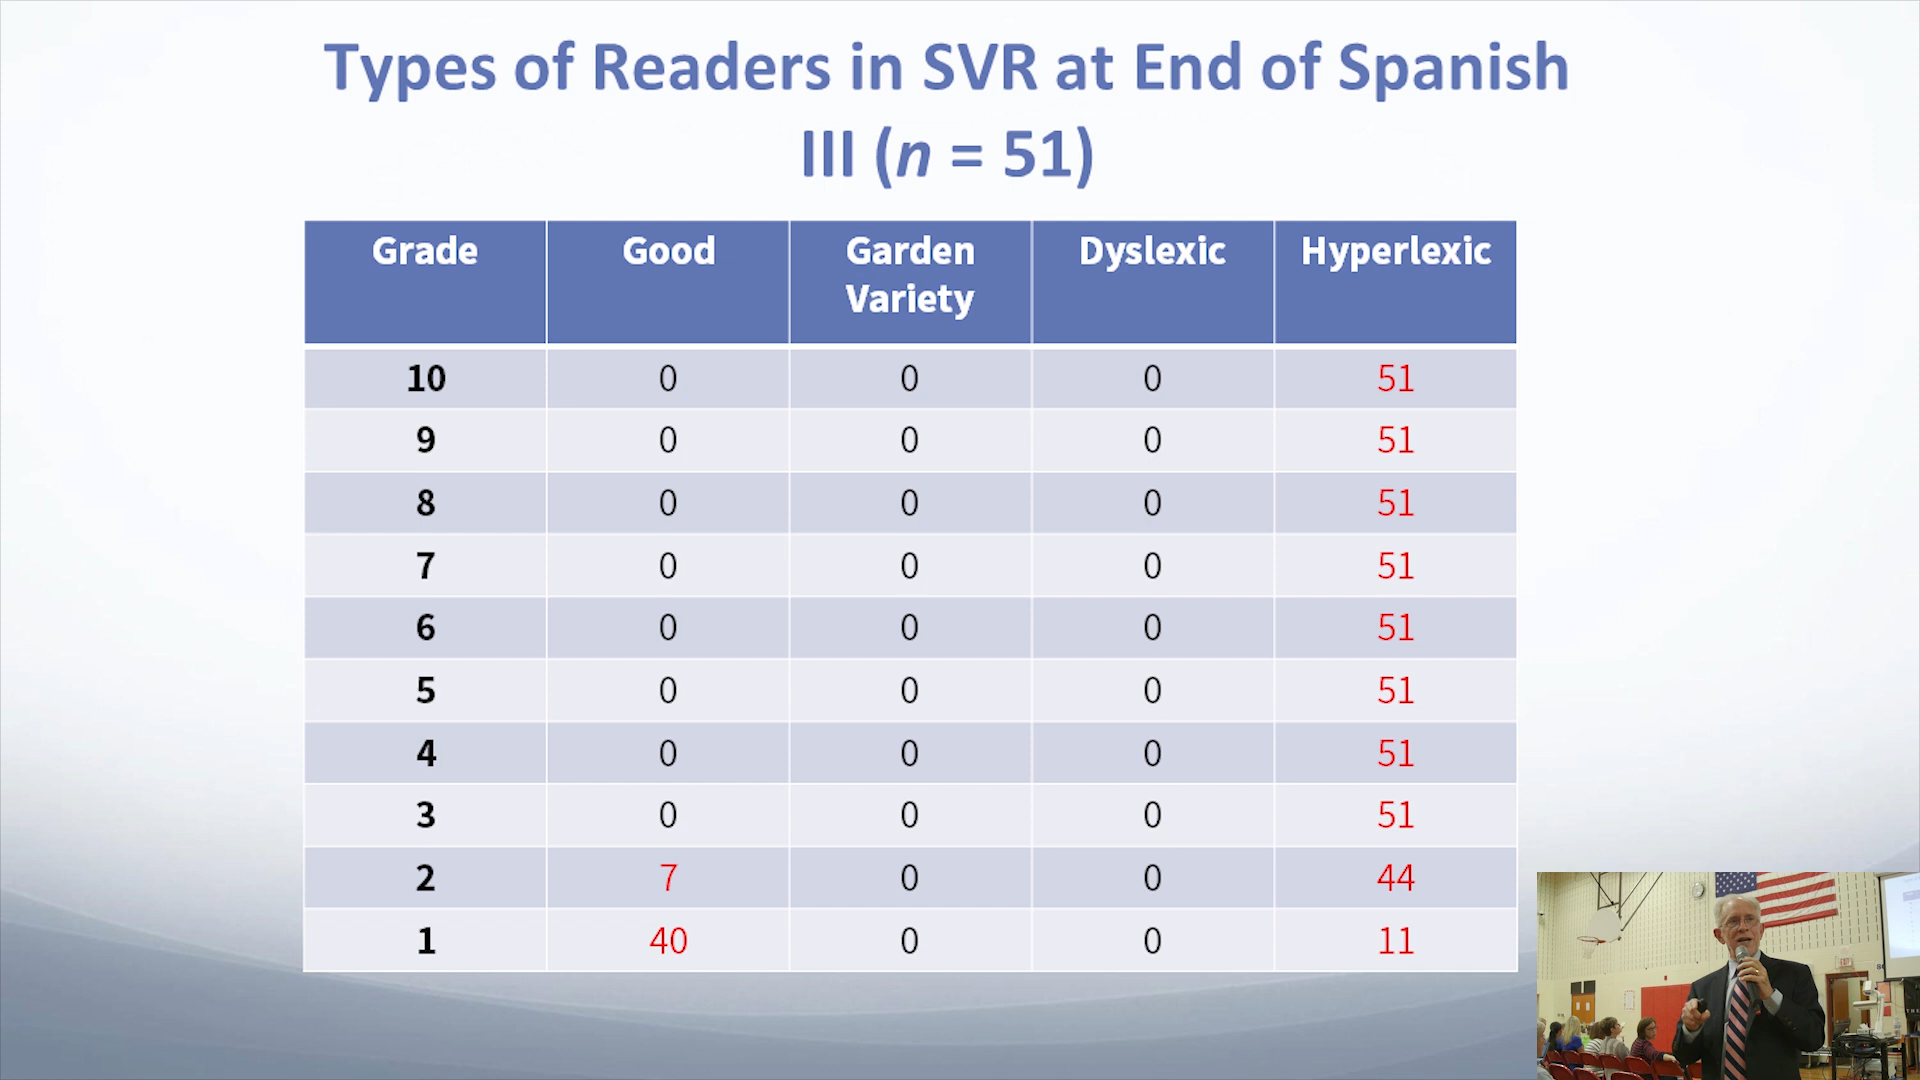 Types of Readers in SVR at End of Spanish
III (n = 51)
Grade Good Garden Variety Dyslexic Hyperlexic
10 0 0 0 51
9 0 0 0 51
8 0 0 0 51
7 0 0 0 51
6 0 0 0 51
5 0 0 0 51
4 0 0 0 51
3 0 0 0 51
2 7 0 0 44
1 40 0 0 11